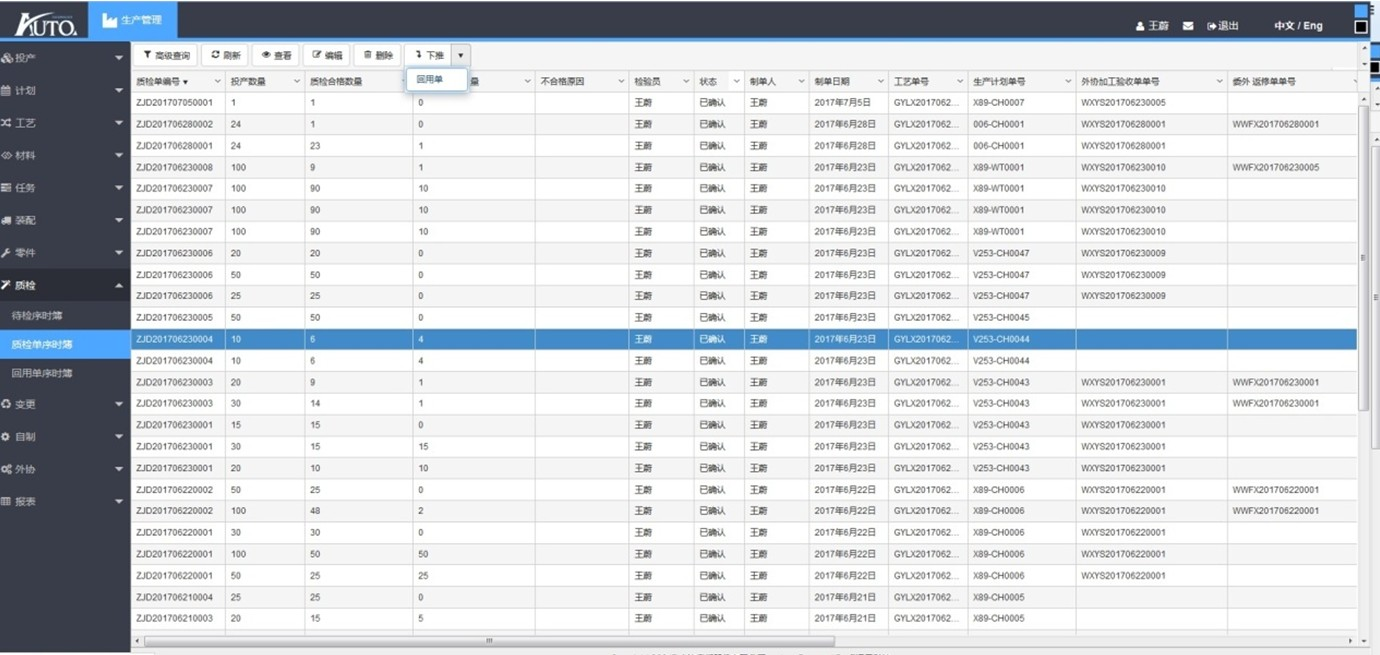 AUTO. 生产管理 王蔚 退出 中文 / Eng
高级查询 刷新 查看 编辑 删除 下推
回用单
投产
计划
工艺
材料
任务
装配
零件
质检
待检序时簿
质检单序时簿
回用单序时簿
变更
自制
外协
报表
质检单编号 投产数量 质检合格数量 量 不合格原因 检验员 状态 制单人 制单日期 工艺单号 生产计划单号 外协加工验收单单号 委外 返修单单号
ZJD201707050001 1 1 0 王蔚 已确认 王蔚 2017年7月5日 GYLX2017062... X89-CH0007 WXYS201706230005
ZJD201706280002 24 1 0 王蔚 已确认 王蔚 2017年6月28日 GYLX2017062... 006-CH0001 WXYS201706280001 WWFX201706280001
ZJD201706280001 24 23 1 王蔚 已确认 王蔚 2017年6月28日 GYLX2017062... 006-CH0001 WXYS201706280001
ZJD201706230008 100 9 1 王蔚 已确认 王蔚 2017年6月23日 GYLX2017062... X89-WT0001 WXYS201706230010 WWFX201706230005
ZJD201706230007 100 90 10 王蔚 已确认 王蔚 2017年6月23日 GYLX2017062... X89-WT0001 WXYS201706230010
ZJD201706230007 100 90 10 王蔚 已确认 王蔚 2017年6月23日 GYLX2017062... X89-WT0001 WXYS201706230010
ZJD201706230007 100 90 10 王蔚 已确认 王蔚 2017年6月23日 GYLX2017062... X89-WT0001 WXYS201706230010
ZJD201706230006 20 20 0 王蔚 已确认 王蔚 2017年6月23日 GYLX2017062... V253-CH0047 WXYS201706230009
ZJD201706230006 50 50 0 王蔚 已确认 王蔚 2017年6月23日 GYLX2017062... V253-CH0047 WXYS201706230009
ZJD201706230006 25 25 0 王蔚 已确认 王蔚 2017年6月23日 GYLX2017062... V253-CH0047 WXYS201706230009
ZJD201706230005 50 50 0 王蔚 已确认 王蔚 2017年6月23日 GYLX2017062... V253-CH0045
ZJD201706230004 10 6 4 王蔚 已确认 王蔚 2017年6月23日 GYLX2017062... V253-CH0044
ZJD201706230004 10 6 4 王蔚 已确认 王蔚 2017年6月23日 GYLX2017062... V253-CH0044
ZJD201706230003 20 9 1 王蔚 已确认 王蔚 2017年6月23日 GYLX2017062... V253-CH0043 WXYS201706230001 WWFX201706230001
ZJD201706230003 30 14 1 王蔚 已确认 王蔚 2017年6月23日 GYLX2017062... V253-CH0043 WXYS201706230001 WWFX201706230001
ZJD201706230001 15 15 0 王蔚 已确认 王蔚 2017年6月23日 GYLX2017062... V253-CH0043 WXYS201706230001
ZJD201706230001 30 15 15 王蔚 已确认 王蔚 2017年6月23日 GYLX2017062... V253-CH0043 WXYS201706230001
ZJD201706230001 20 10 10 王蔚 已确认 王蔚 2017年6月23日 GYLX2017062... V253-CH0043 WXYS201706230001
ZJD201706220002 50 25 0 王蔚 已确认 王蔚 2017年6月22日 GYLX2017062... X89-CH0006 WXYS201706220001 WWFX201706220001
ZJD201706220002 100 48 2 王蔚 已确认 王蔚 2017年6月22日 GYLX2017062... X89-CH0006 WXYS201706220001 WWFX201706220001
ZJD201706220001 30 30 0 王蔚 已确认 王蔚 2017年6月22日 GYLX2017062... X89-CH0006 WXYS201706220001
ZJD201706220001 100 50 50 王蔚 已确认 王蔚 2017年6月22日 GYLX2017062... X89-CH0006 WXYS201706220001
ZJD201706220001 50 25 25 王蔚 已确认 王蔚 2017年6月22日 GYLX2017062... X89-CH0006 WXYS201706220001
ZJD201706210004 25 25 0 王蔚 已确认 王蔚 2017年6月21日 GYLX2017062... X89-CH0005
ZJD201706210003 20 15 5 王蔚 已确认 王蔚 2017年6月21日 GYLX2017062... X89-CH0005